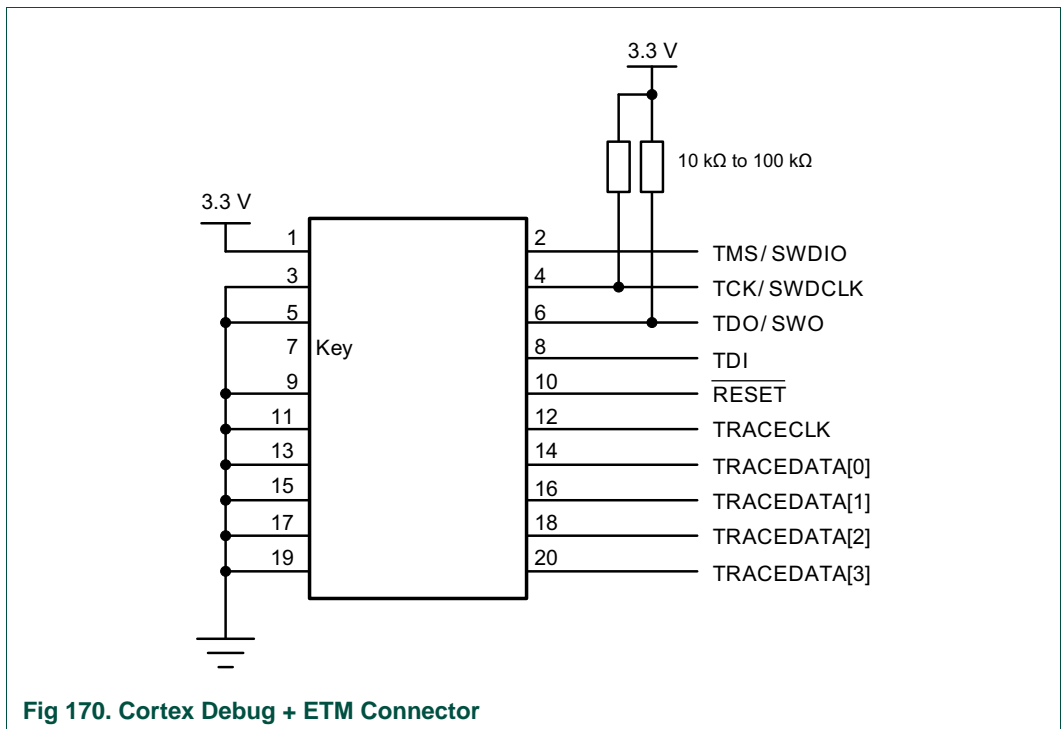 3.3 V
10 kΩ to 100 kΩ
3.3 V
1
2
TMS/ SWDIO
3
4
TCK/ SWDCLK
5
6
TDO/ SWO
7
Key
8
TDI
9
10
RESET
11
12
TRACECLK
13
14
TRACEDATA[0]
15
16
TRACEDATA[1]
17
18
TRACEDATA[2]
19
20
TRACEDATA[3]
Fig 170. Cortex Debug + ETM Connector